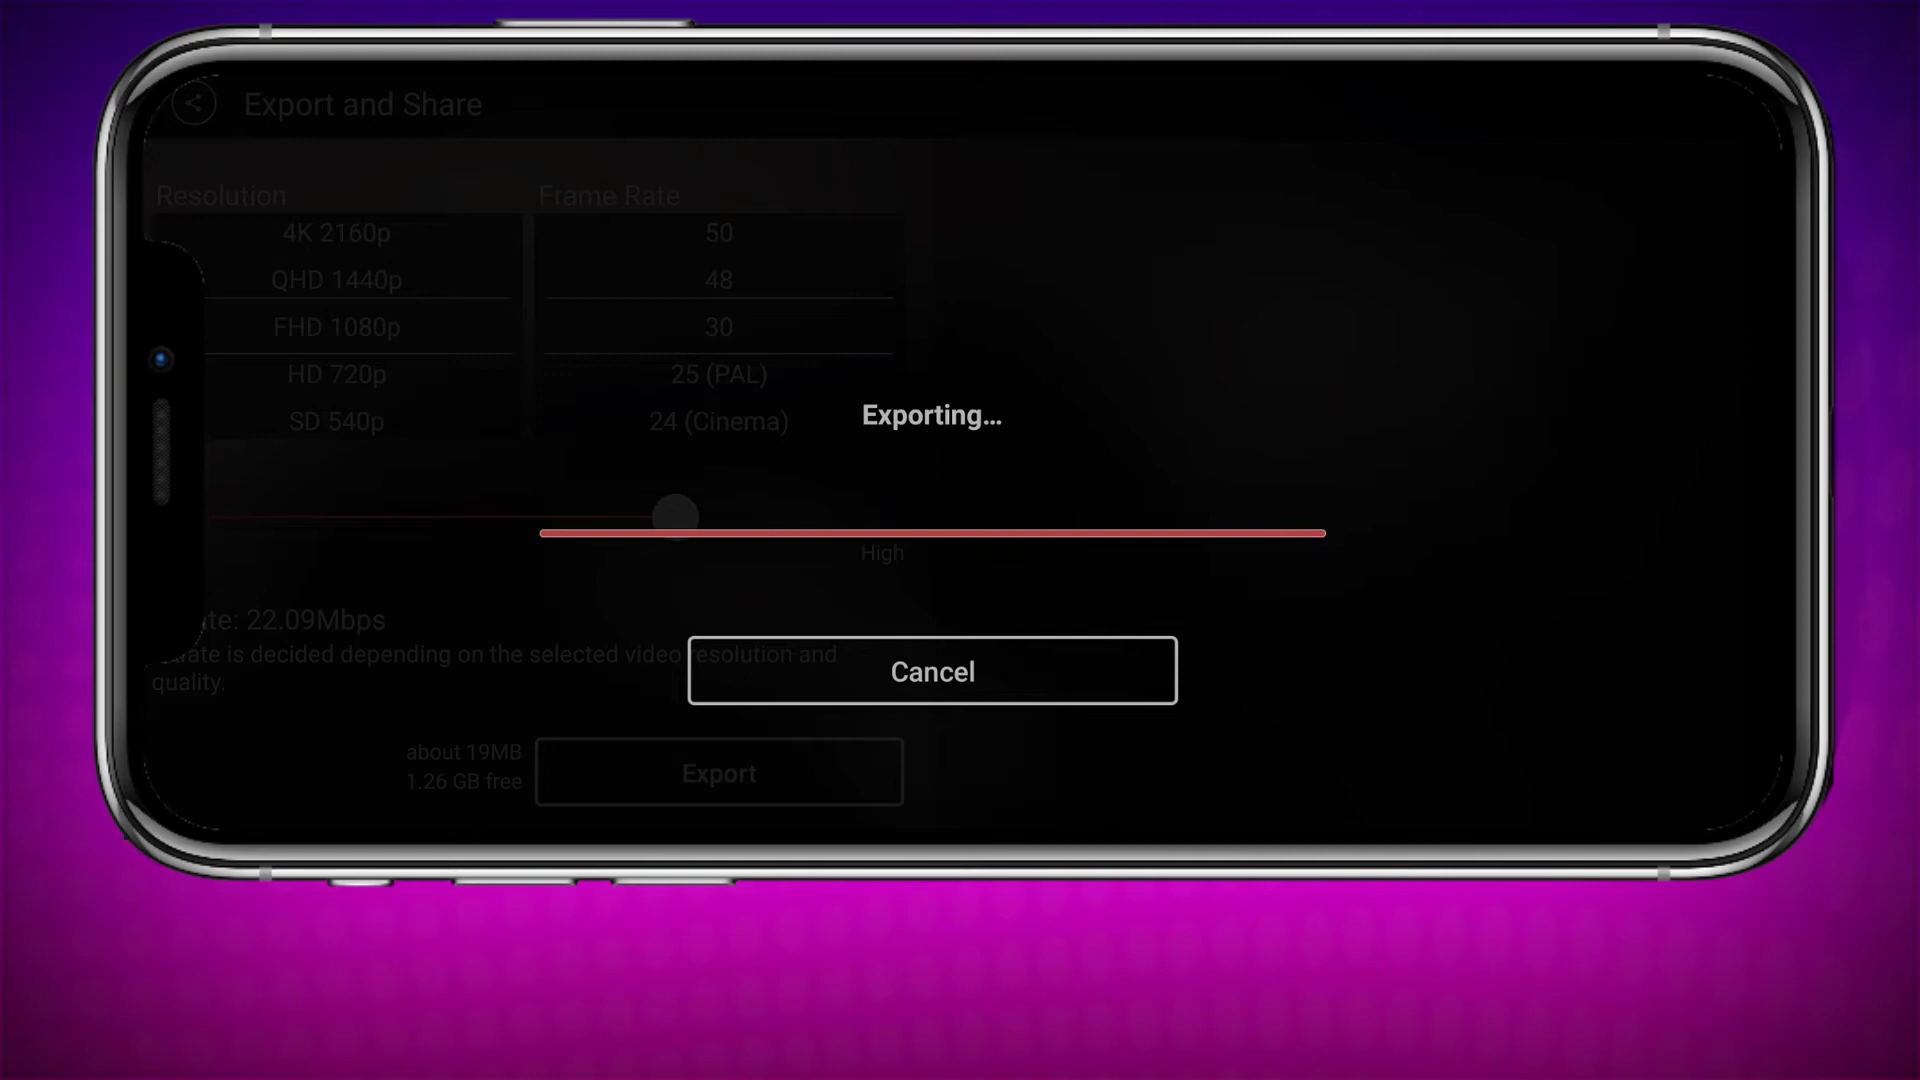 Export and Share
Resolution
Frame Rate
4K 2160p
50
QHD 1440p
48
FHD 1080p
30
HD 720p
25 (PAL)
SD 540p
24 (Cinema)
Exporting...
High
22.09Mbps
is decided depending on the selected video resolution and
quality.
Cancel
about 19MB
1.26 GB free
Export